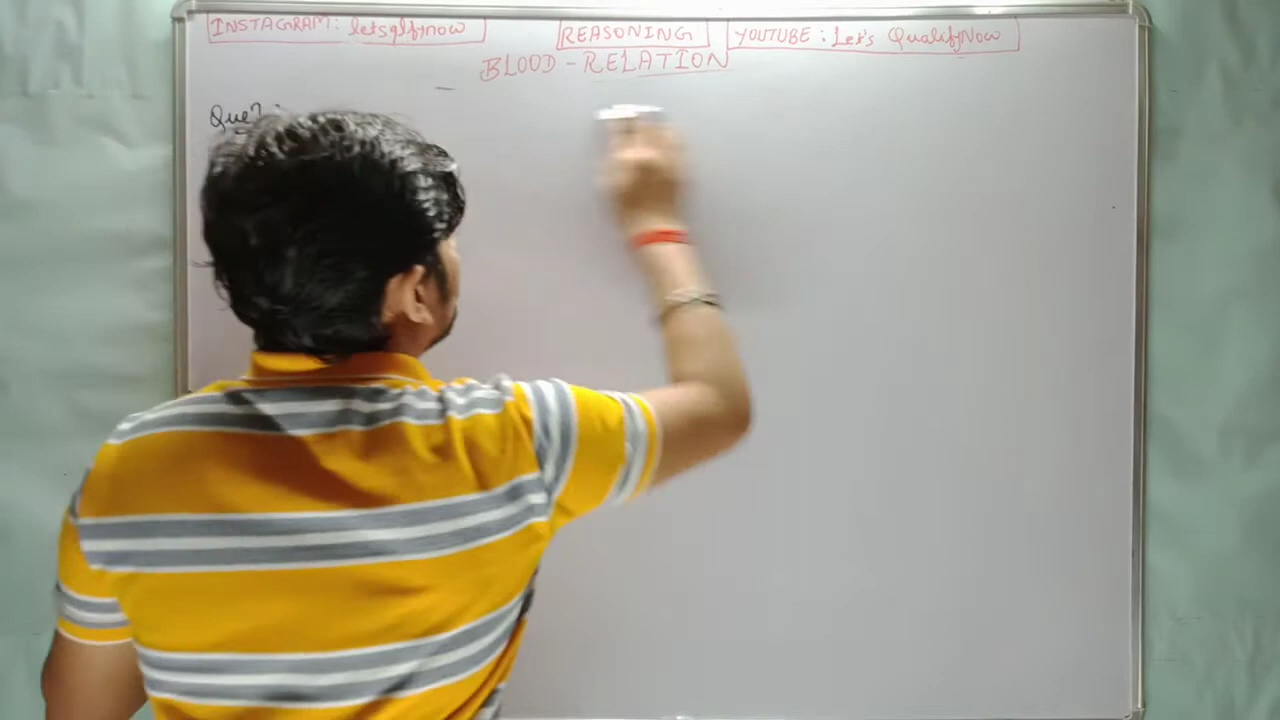 INSTAGRAM: letsqlfynow REASONING YOUTUBE: Let's QualifyNow
BLOOD-RELATION
Que?